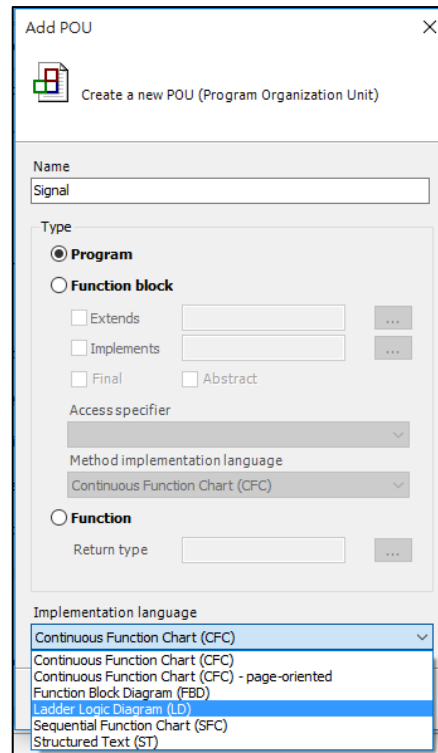 Add POU
Create a new POU (Program Organization Unit)
Name
Signal
Type
Program
Function block
Extends
...
Implements
...
Final Abstract
Access specifier
Method implementation language
Continuous Function Chart (CFC)
Function
Return type
...
Implementation language
Continuous Function Chart (CFC)
Continuous Function Chart (CFC)
Continuous Function Chart (CFC) - page-oriented
Function Block Diagram (FBD)
Ladder Logic Diagram (LD)
Sequential Function Chart (SFC)
Structured Text (ST)